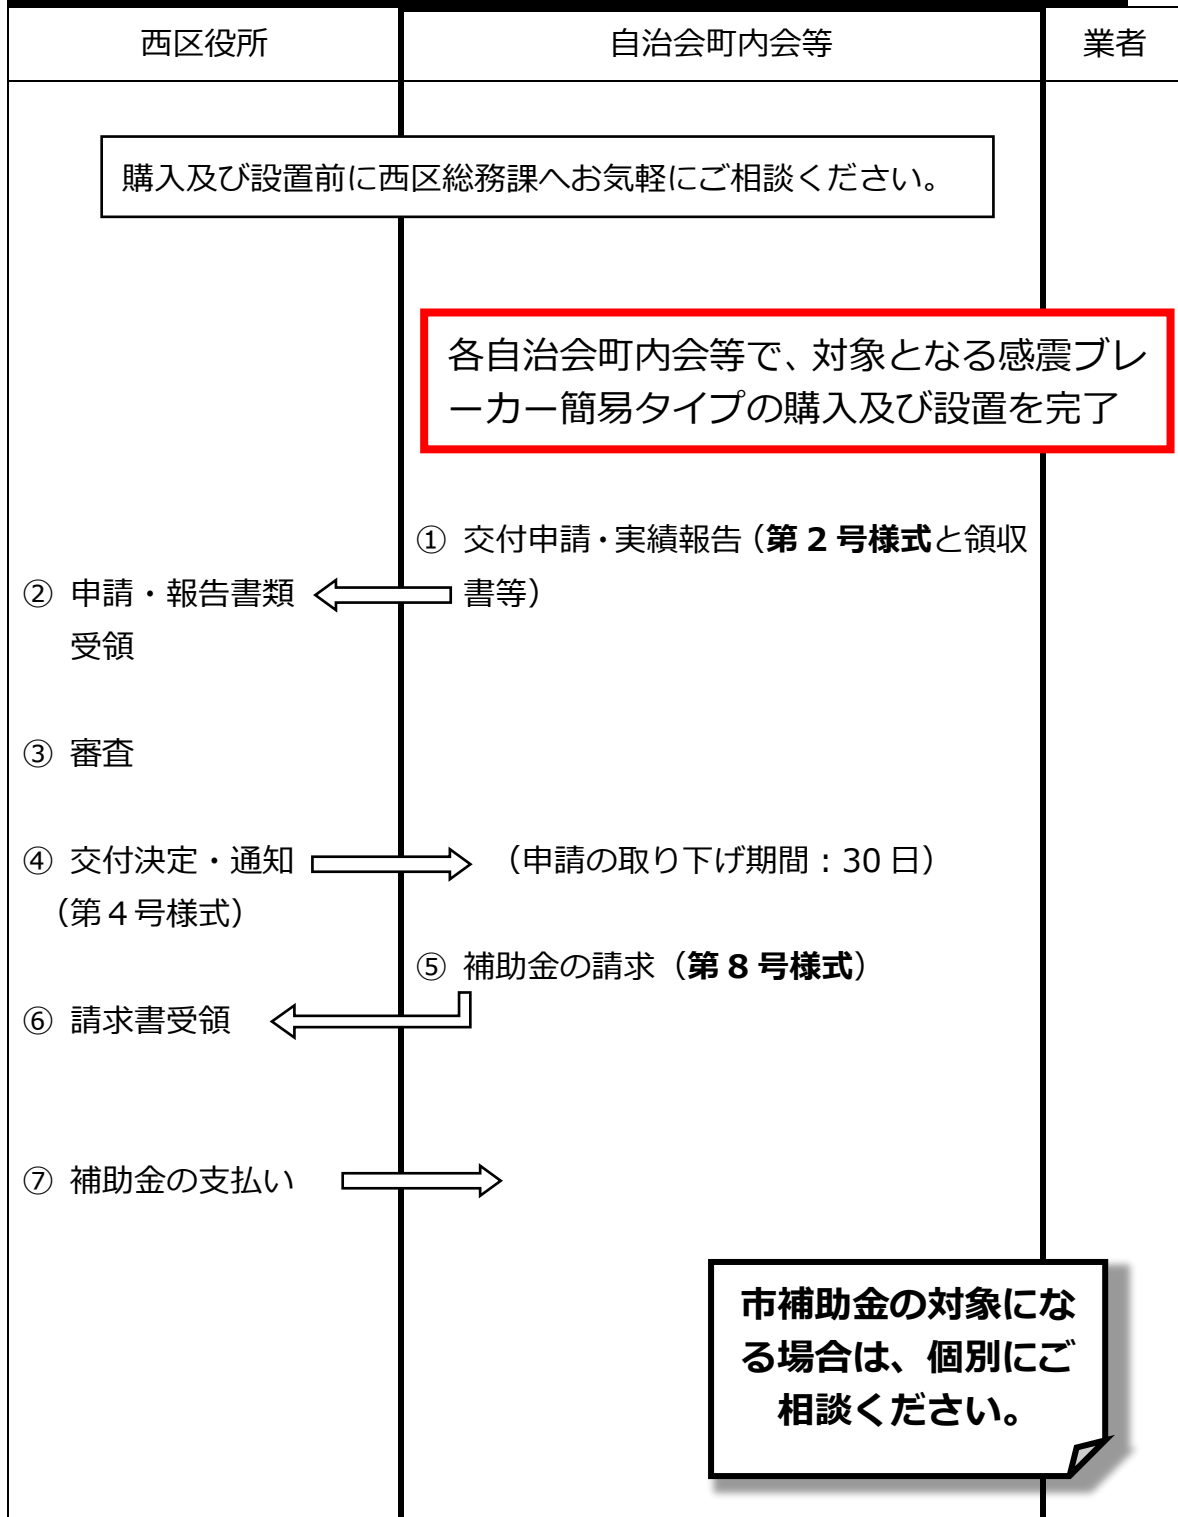 西区役所
自治会町内会等
業者
購入及び設置前に西区総務課へお気軽にご相談ください。
各自治会町内会等で、対象となる感震ブレ
ーカー簡易タイプの購入及び設置を完了
① 交付申請・実績報告（第２号様式と領収
書等）
② 申請・報告書類
受領
③ 審査
④ 交付決定・通知
（第４号様式）
（申請の取り下げ期間：30 日）
⑤ 補助金の請求（第８号様式）
⑥ 請求書受領
⑦ 補助金の支払い
市補助金の対象にな
る場合は、個別にご
相談ください。